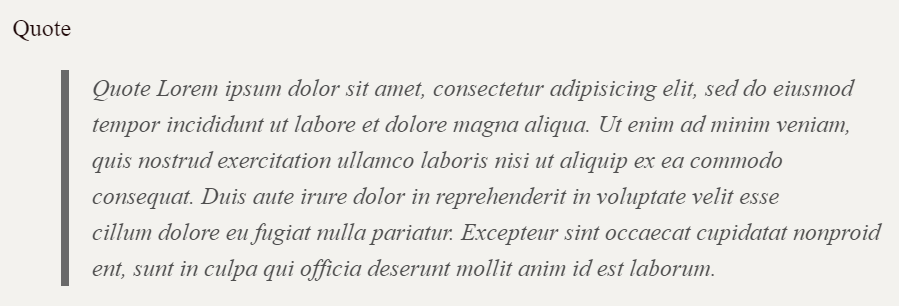 Quote
Quote Lorem ipsum dolor sit amet, consectetur adipisicing elit, sed do eiusmod
tempor incididunt ut labore et dolore magna aliqua. Ut enim ad minim veniam,
quis nostrud exercitation ullamco laboris nisi ut aliquip ex ea commodo
consequat. Duis aute irure dolor in reprehenderit in voluptate velit esse
cillum dolore eu fugiat nulla pariatur. Excepteur sint occaecat cupidatat nonproid
ent, sunt in culpa qui officia deserunt mollit anim id est laborum.